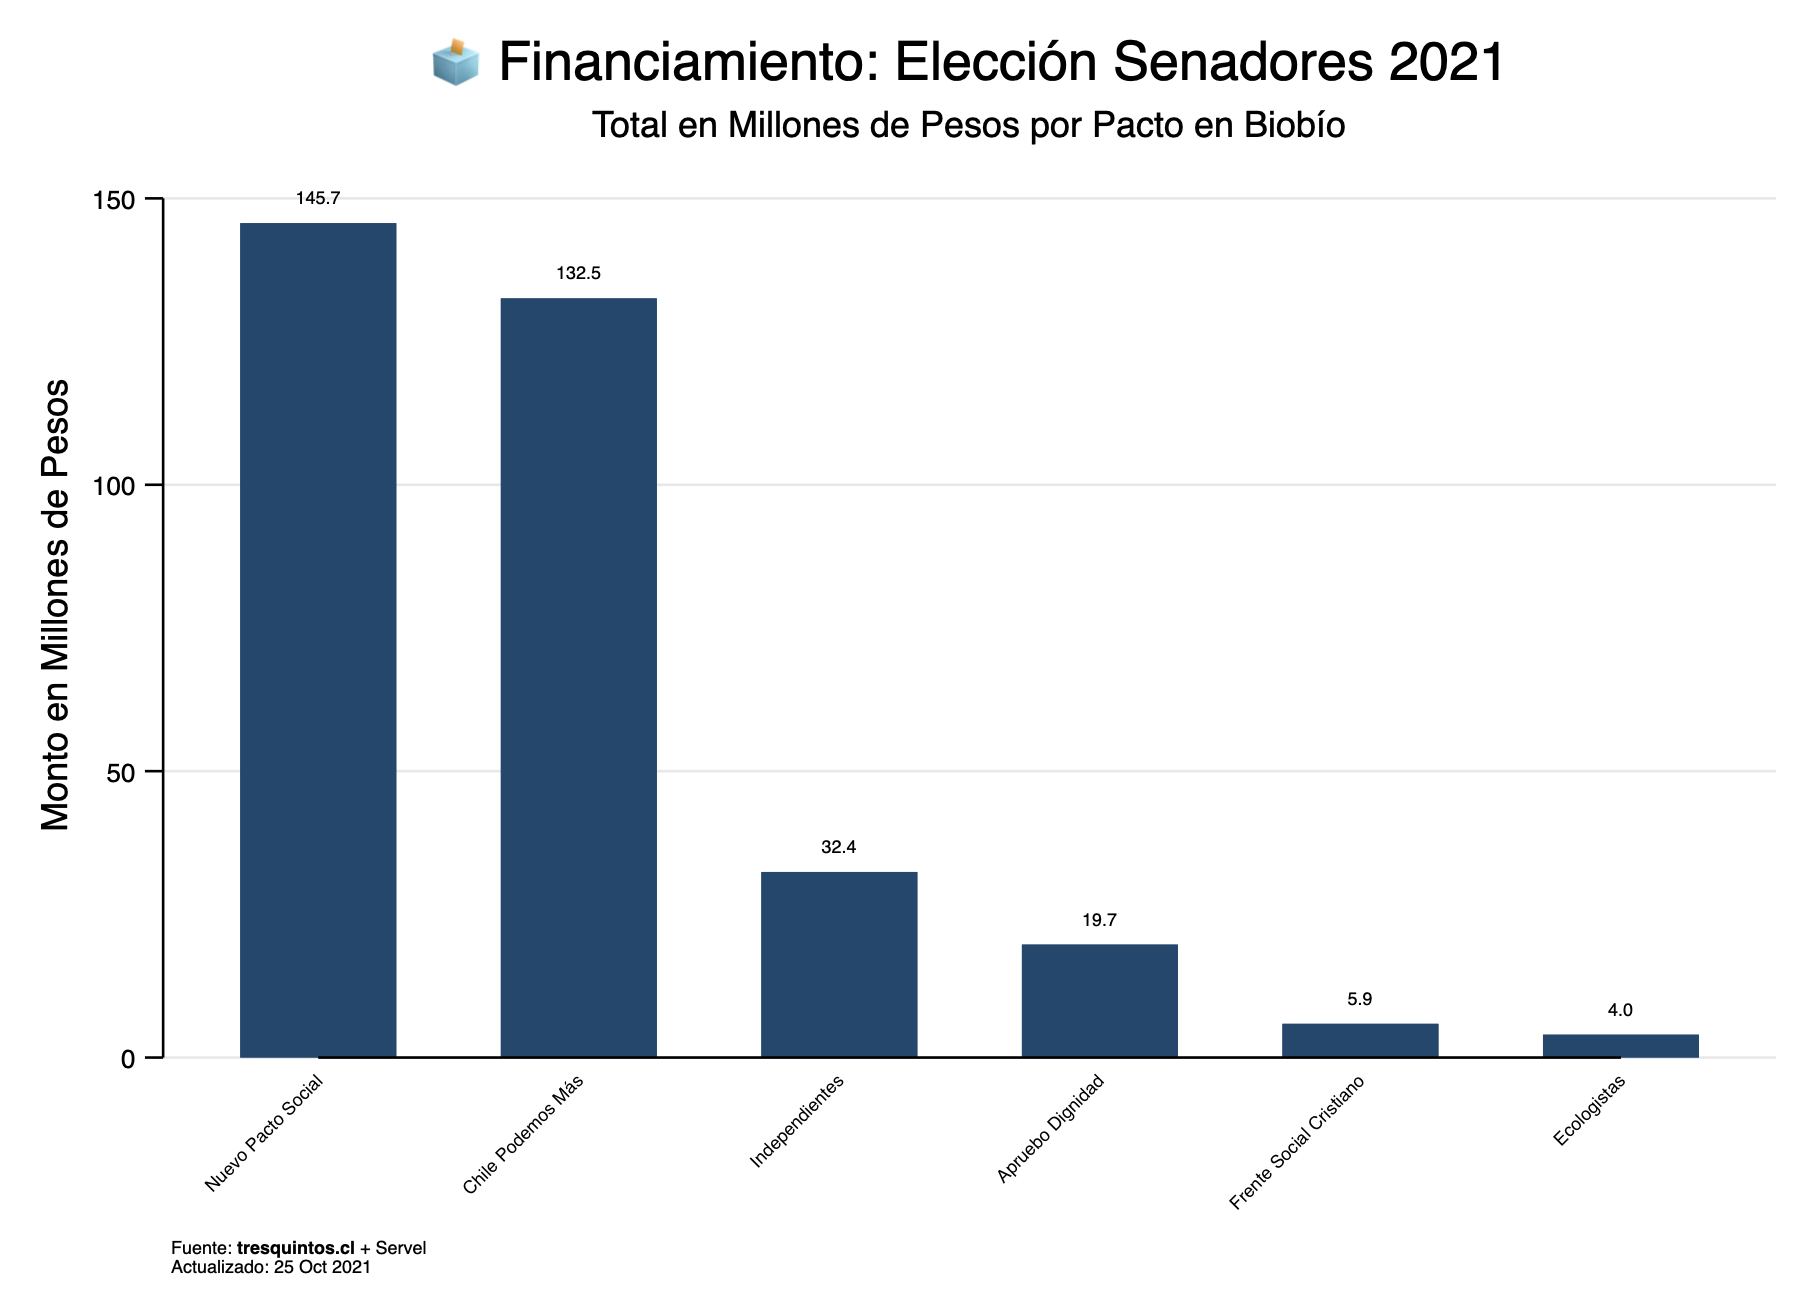 Financiamiento: Elección Senadores 2021
Total en Millones de Pesos por Pacto en Biobío
Monto en Millones de Pesos
150
100
50
0
145.7
132.5
32.4
19.7
5.9
4.0
Nuevo Pacto Social
Chile Podemos Más
Independientes
Apruebo Dignidad
Frente Social Cristiano
Ecologistas
Fuente: tresquintos.cl + Servel
Actualizado: 25 Oct 2021